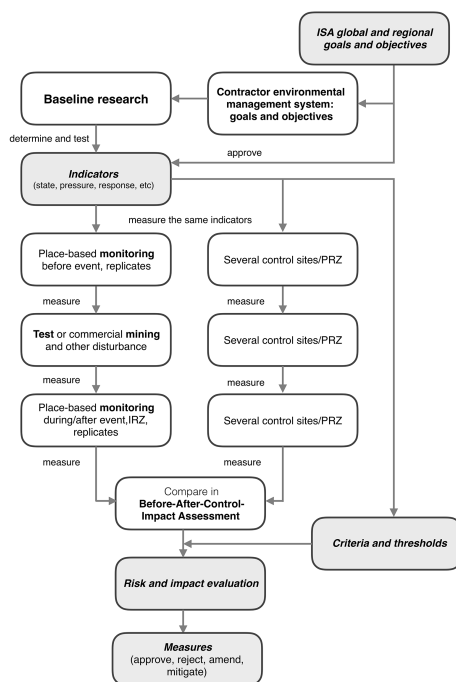 ISA global and regional
goals and objectives
Baseline research
Contractor environmental
management system:
goals and objectives
determine and test
approve
Indicators
(state, pressure, response, etc)
measure the same indicators
Place-based monitoring
before event, replicates
Several control sites/PRZ
measure
measure
Test or commercial mining
and other disturbance
Several control sites/PRZ
measure
measure
Place-based monitoring
during/after event,IRZ,
replicates
Several control sites/PRZ
measure
measure
Compare in
Before-After-Control-
Impact Assessment
Criteria and thresholds
Risk and impact evaluation
Measures
(approve, reject, amend,
mitigate)